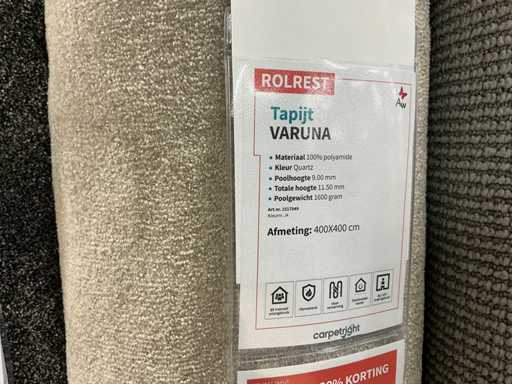 ROLREST
Tapijt
VARUNA
AW
• Materiaal 100% polyamide
• Kleur Quartz
• Poolhoogte 9.00 mm
• Totale hoogte 11.50 mm
• Poolgewicht 1600 gram
Afmeting: 400X400 cm
carpetright
% KORTING